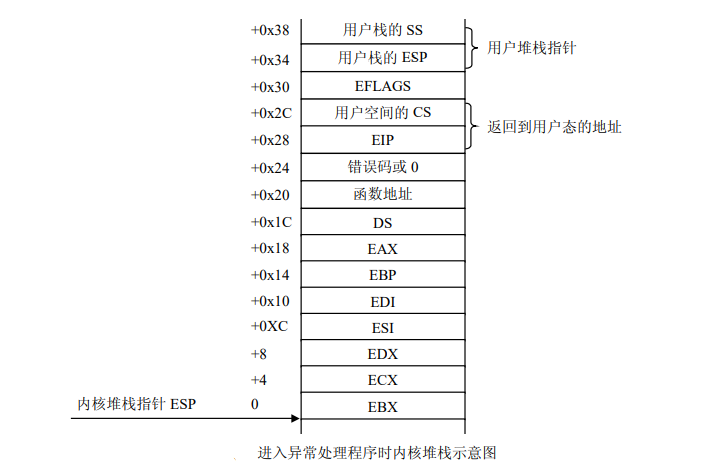 +0x38 用户栈的 SS
用户堆栈指针
+0x34 用户栈的 ESP
+0x30 EFLAGS
+0x2C 用户空间的 CS
返回到用户态的地址
+0x28 EIP
+0x24 错误码或 0
+0x20 函数地址
+0x1C DS
+0x18 EAX
+0x14 EBP
+0x10 EDI
+0XC ESI
+8 EDX
+4 ECX
内核堆栈指针 ESP 0 EBX
进入异常处理程序时内核堆栈示意图